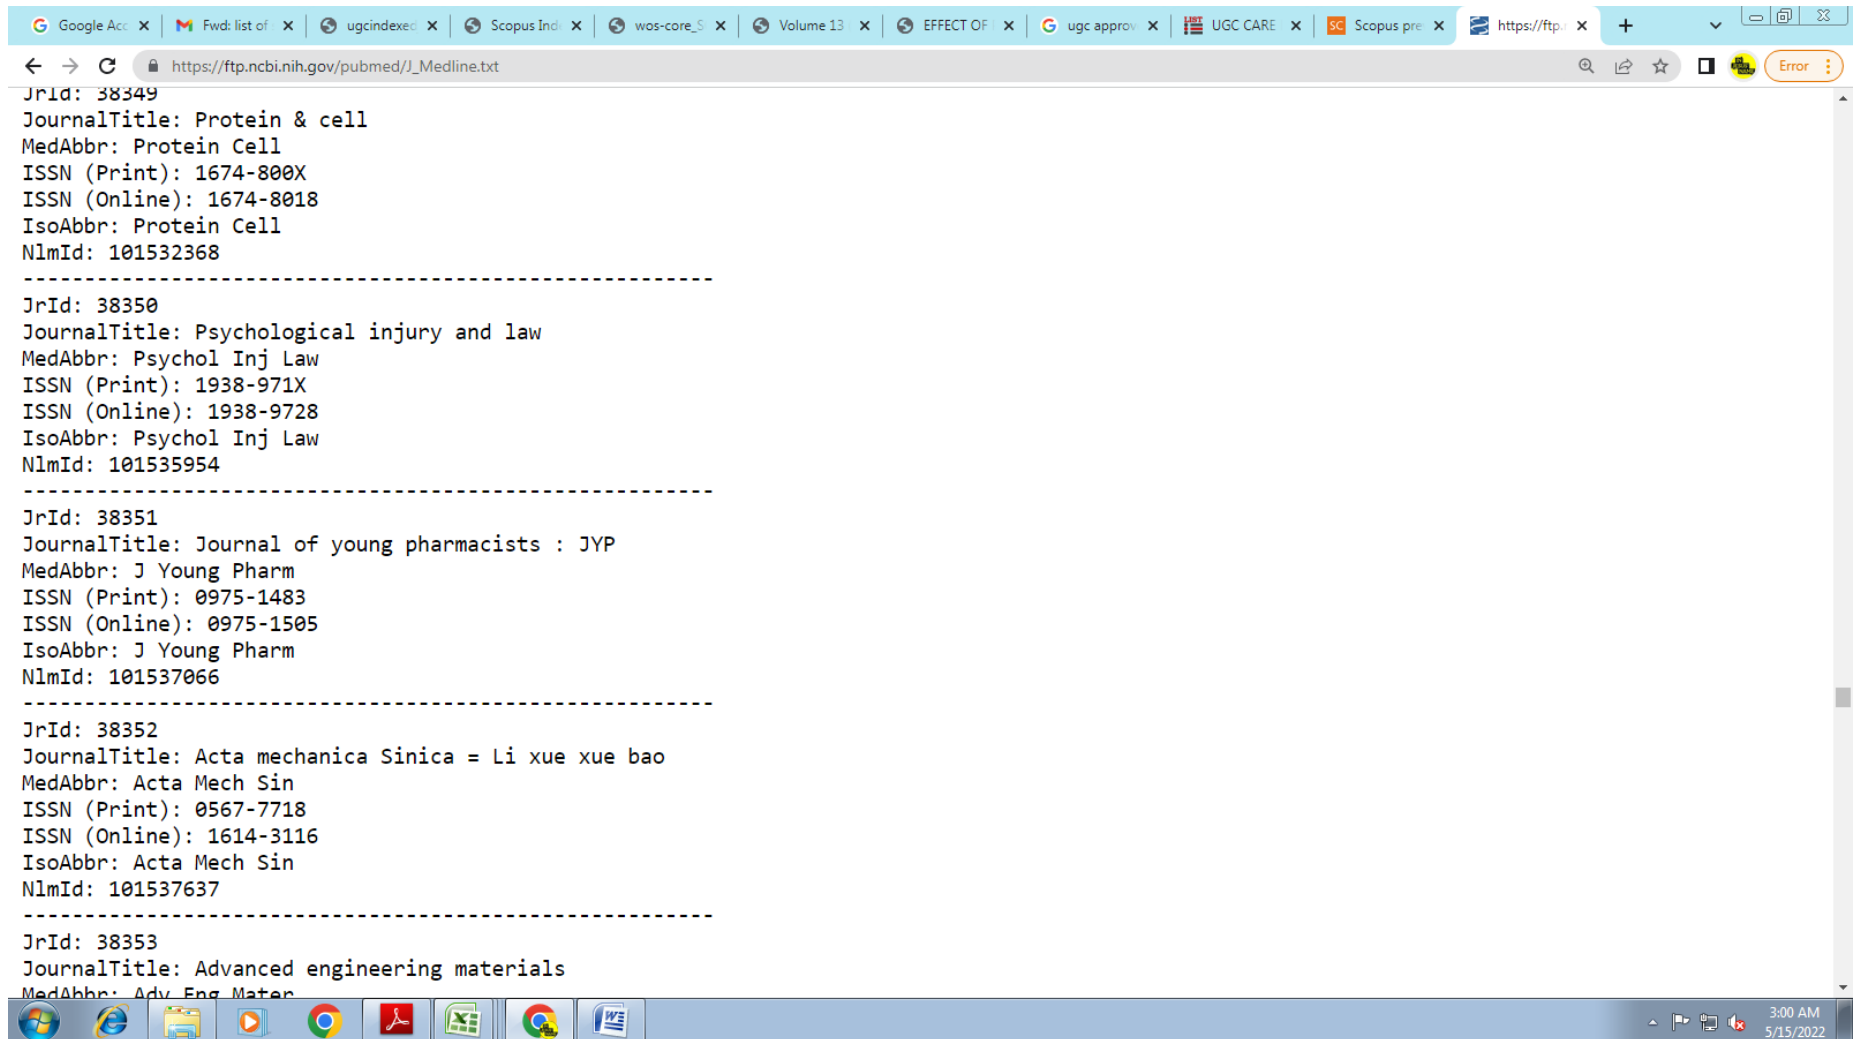 Google Acc
Fwd: list of
ugcindexed
Scopus Ind
wos-core_S
Volume 13
EFFECT OF
ugc approv
UGC CARE
Scopus pre
https://ftp.
https://ftp.ncbi.nih.gov/pubmed/J_Medline.txt
Error
JrId: 38349
JournalTitle: Protein & cell
MedAbbr: Protein Cell
ISSN (Print): 1674-800X
ISSN (Online): 1674-8018
IsoAbbr: Protein Cell
NlmId: 101532368
--------------------------------------------------------
JrId: 38350
JournalTitle: Psychological injury and law
MedAbbr: Psychol Inj Law
ISSN (Print): 1938-971X
ISSN (Online): 1938-9728
IsoAbbr: Psychol Inj Law
NlmId: 101535954
--------------------------------------------------------
JrId: 38351
JournalTitle: Journal of young pharmacists : JYP
MedAbbr: J Young Pharm
ISSN (Print): 0975-1483
ISSN (Online): 0975-1505
IsoAbbr: J Young Pharm
NlmId: 101537066
--------------------------------------------------------
JrId: 38352
JournalTitle: Acta mechanica Sinica = Li xue xue bao
MedAbbr: Acta Mech Sin
ISSN (Print): 0567-7718
ISSN (Online): 1614-3116
IsoAbbr: Acta Mech Sin
NlmId: 101537637
--------------------------------------------------------
JrId: 38353
JournalTitle: Advanced engineering materials
MedAbbr: Adv Eng Mater
3:00 AM
5/15/2022